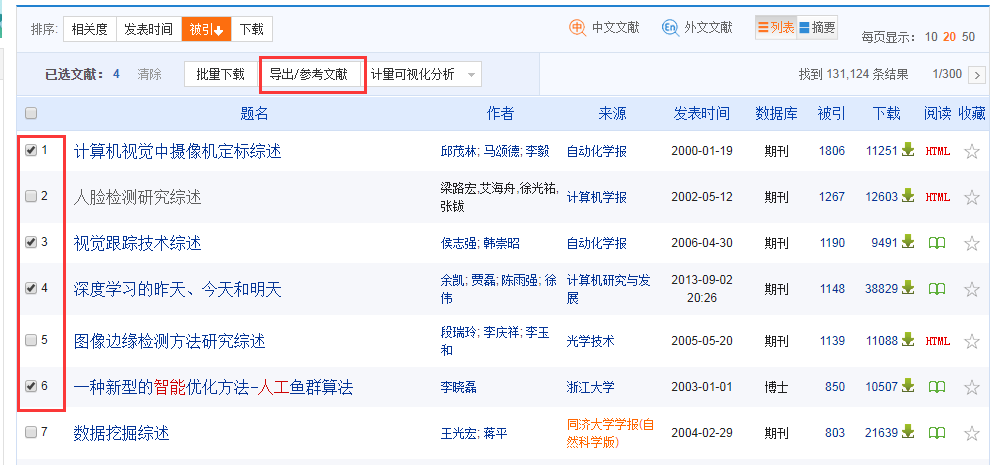 排序: 相关度 发表时间 被引 下载 中 中文文献 En 外文文献 列表 摘要 每页显示: 10 20 50
已选文献: 4 清除 批量下载 导出/参考文献 计量可视化分析 找到 131,124 条结果 1/300 >
题名 作者 来源 发表时间 数据库 被引 下载 阅读 收藏
1 计算机视觉中摄像机定标综述 邱茂林; 马颂德; 李毅 自动化学报 2000-01-19 期刊 1806 11251 HTML
2 人脸检测研究综述 梁路宏,艾海舟,徐光祐,张钹 计算机学报 2002-05-12 期刊 1267 12603 HTML
3 视觉跟踪技术综述 侯志强; 韩崇昭 自动化学报 2006-04-30 期刊 1190 9491
4 深度学习的昨天、今天和明天 余凯; 贾磊; 陈雨强; 徐伟 计算机研究与发展 2013-09-02 20:26 期刊 1148 38829
5 图像边缘检测方法研究综述 段瑞玲; 李庆祥; 李玉和 光学技术 2005-05-20 期刊 1139 11088 HTML
6 一种新型的智能优化方法-人工鱼群算法 李晓磊 浙江大学 2003-01-01 博士 850 10507
7 数据挖掘综述 王光宏; 蒋平 同济大学学报(自然科学版) 2004-02-29 期刊 803 21639